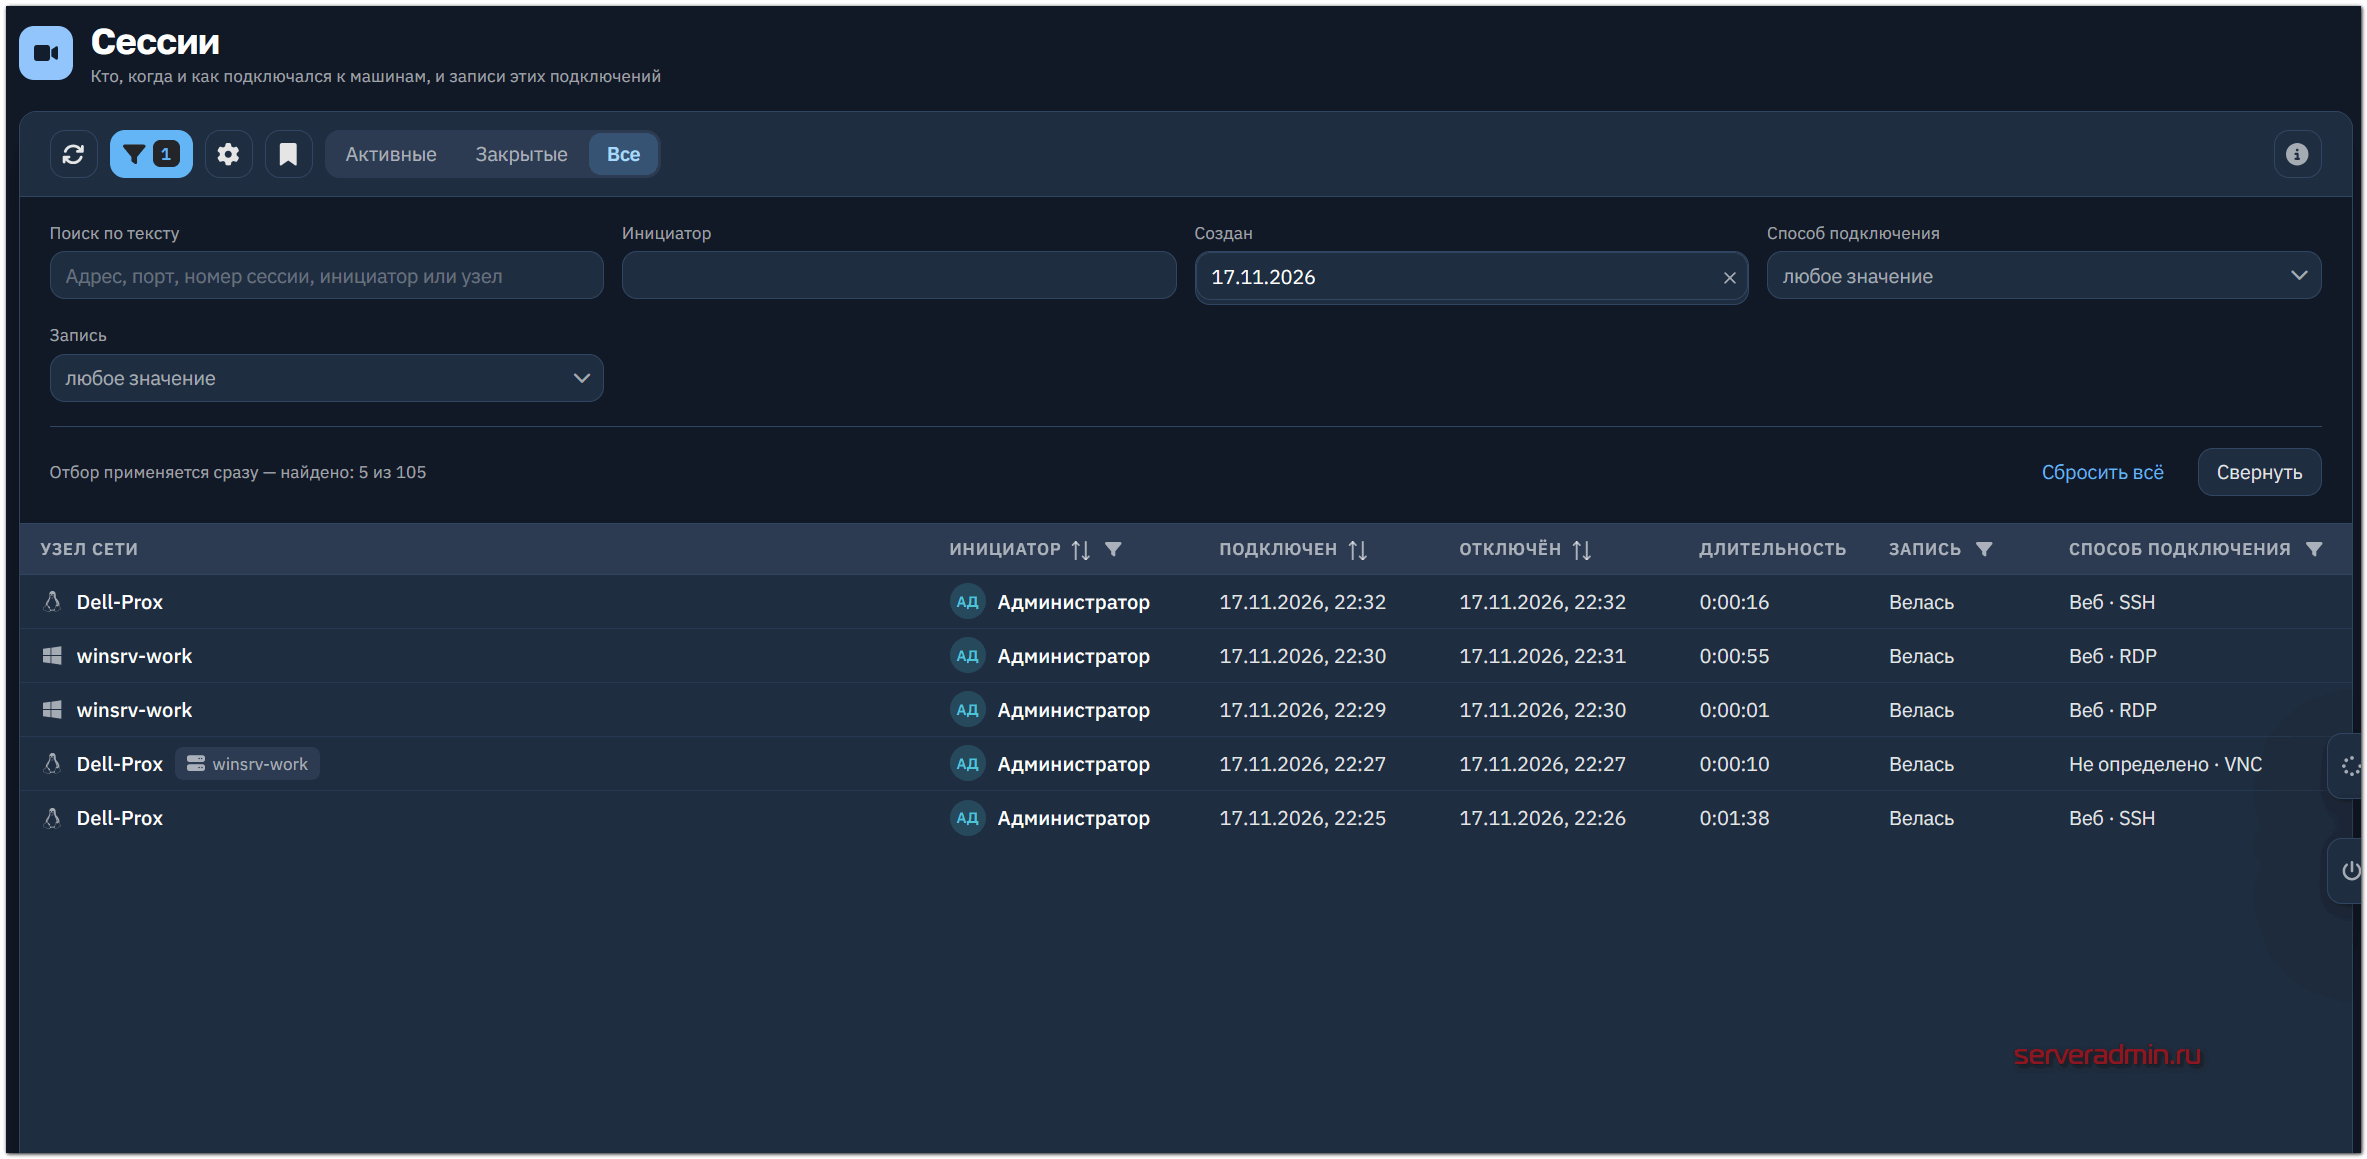 Сессии
Кто, когда и как подключался к машинам, и записи этих подключений
1 Активные Закрытые Все
Поиск по тексту Инициатор Создан Способ подключения
Адрес, порт, номер сессии, инициатор или узел 17.11.2026 любое значение
Запись
любое значение
Отбор применяется сразу — найдено: 5 из 105 Сбросить всё Свернуть
УЗЕЛ СЕТИ ИНИЦИАТОР ПОДКЛЮЧЕН ОТКЛЮЧЁН ДЛИТЕЛЬНОСТЬ ЗАПИСЬ СПОСОБ ПОДКЛЮЧЕНИЯ
Dell-Prox АД Администратор 17.11.2026, 22:32 17.11.2026, 22:32 0:00:16 Велась Веб · SSH
winsrv-work АД Администратор 17.11.2026, 22:30 17.11.2026, 22:31 0:00:55 Велась Веб · RDP
winsrv-work АД Администратор 17.11.2026, 22:29 17.11.2026, 22:30 0:00:01 Велась Веб · RDP
Dell-Prox winsrv-work АД Администратор 17.11.2026, 22:27 17.11.2026, 22:27 0:00:10 Велась Не определено · VNC
Dell-Prox АД Администратор 17.11.2026, 22:25 17.11.2026, 22:26 0:01:38 Велась Веб · SSH
serveradmin.ru